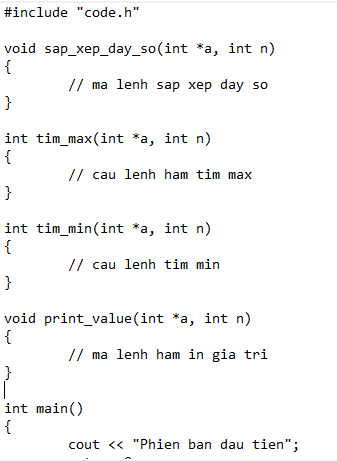 #include "code.h"
void sap_xep_day_so(int *a, int n)
{
// ma lenh sap xep day so
}
int tim_max(int *a, int n)
{
// cau lenh ham tim max
}
int tim_min(int *a, int n)
{
// cau lenh tim min
}
void print_value(int *a, int n)
{
// ma lenh ham in gia tri
}
int main()
{
cout << "Phien ban dau tien";